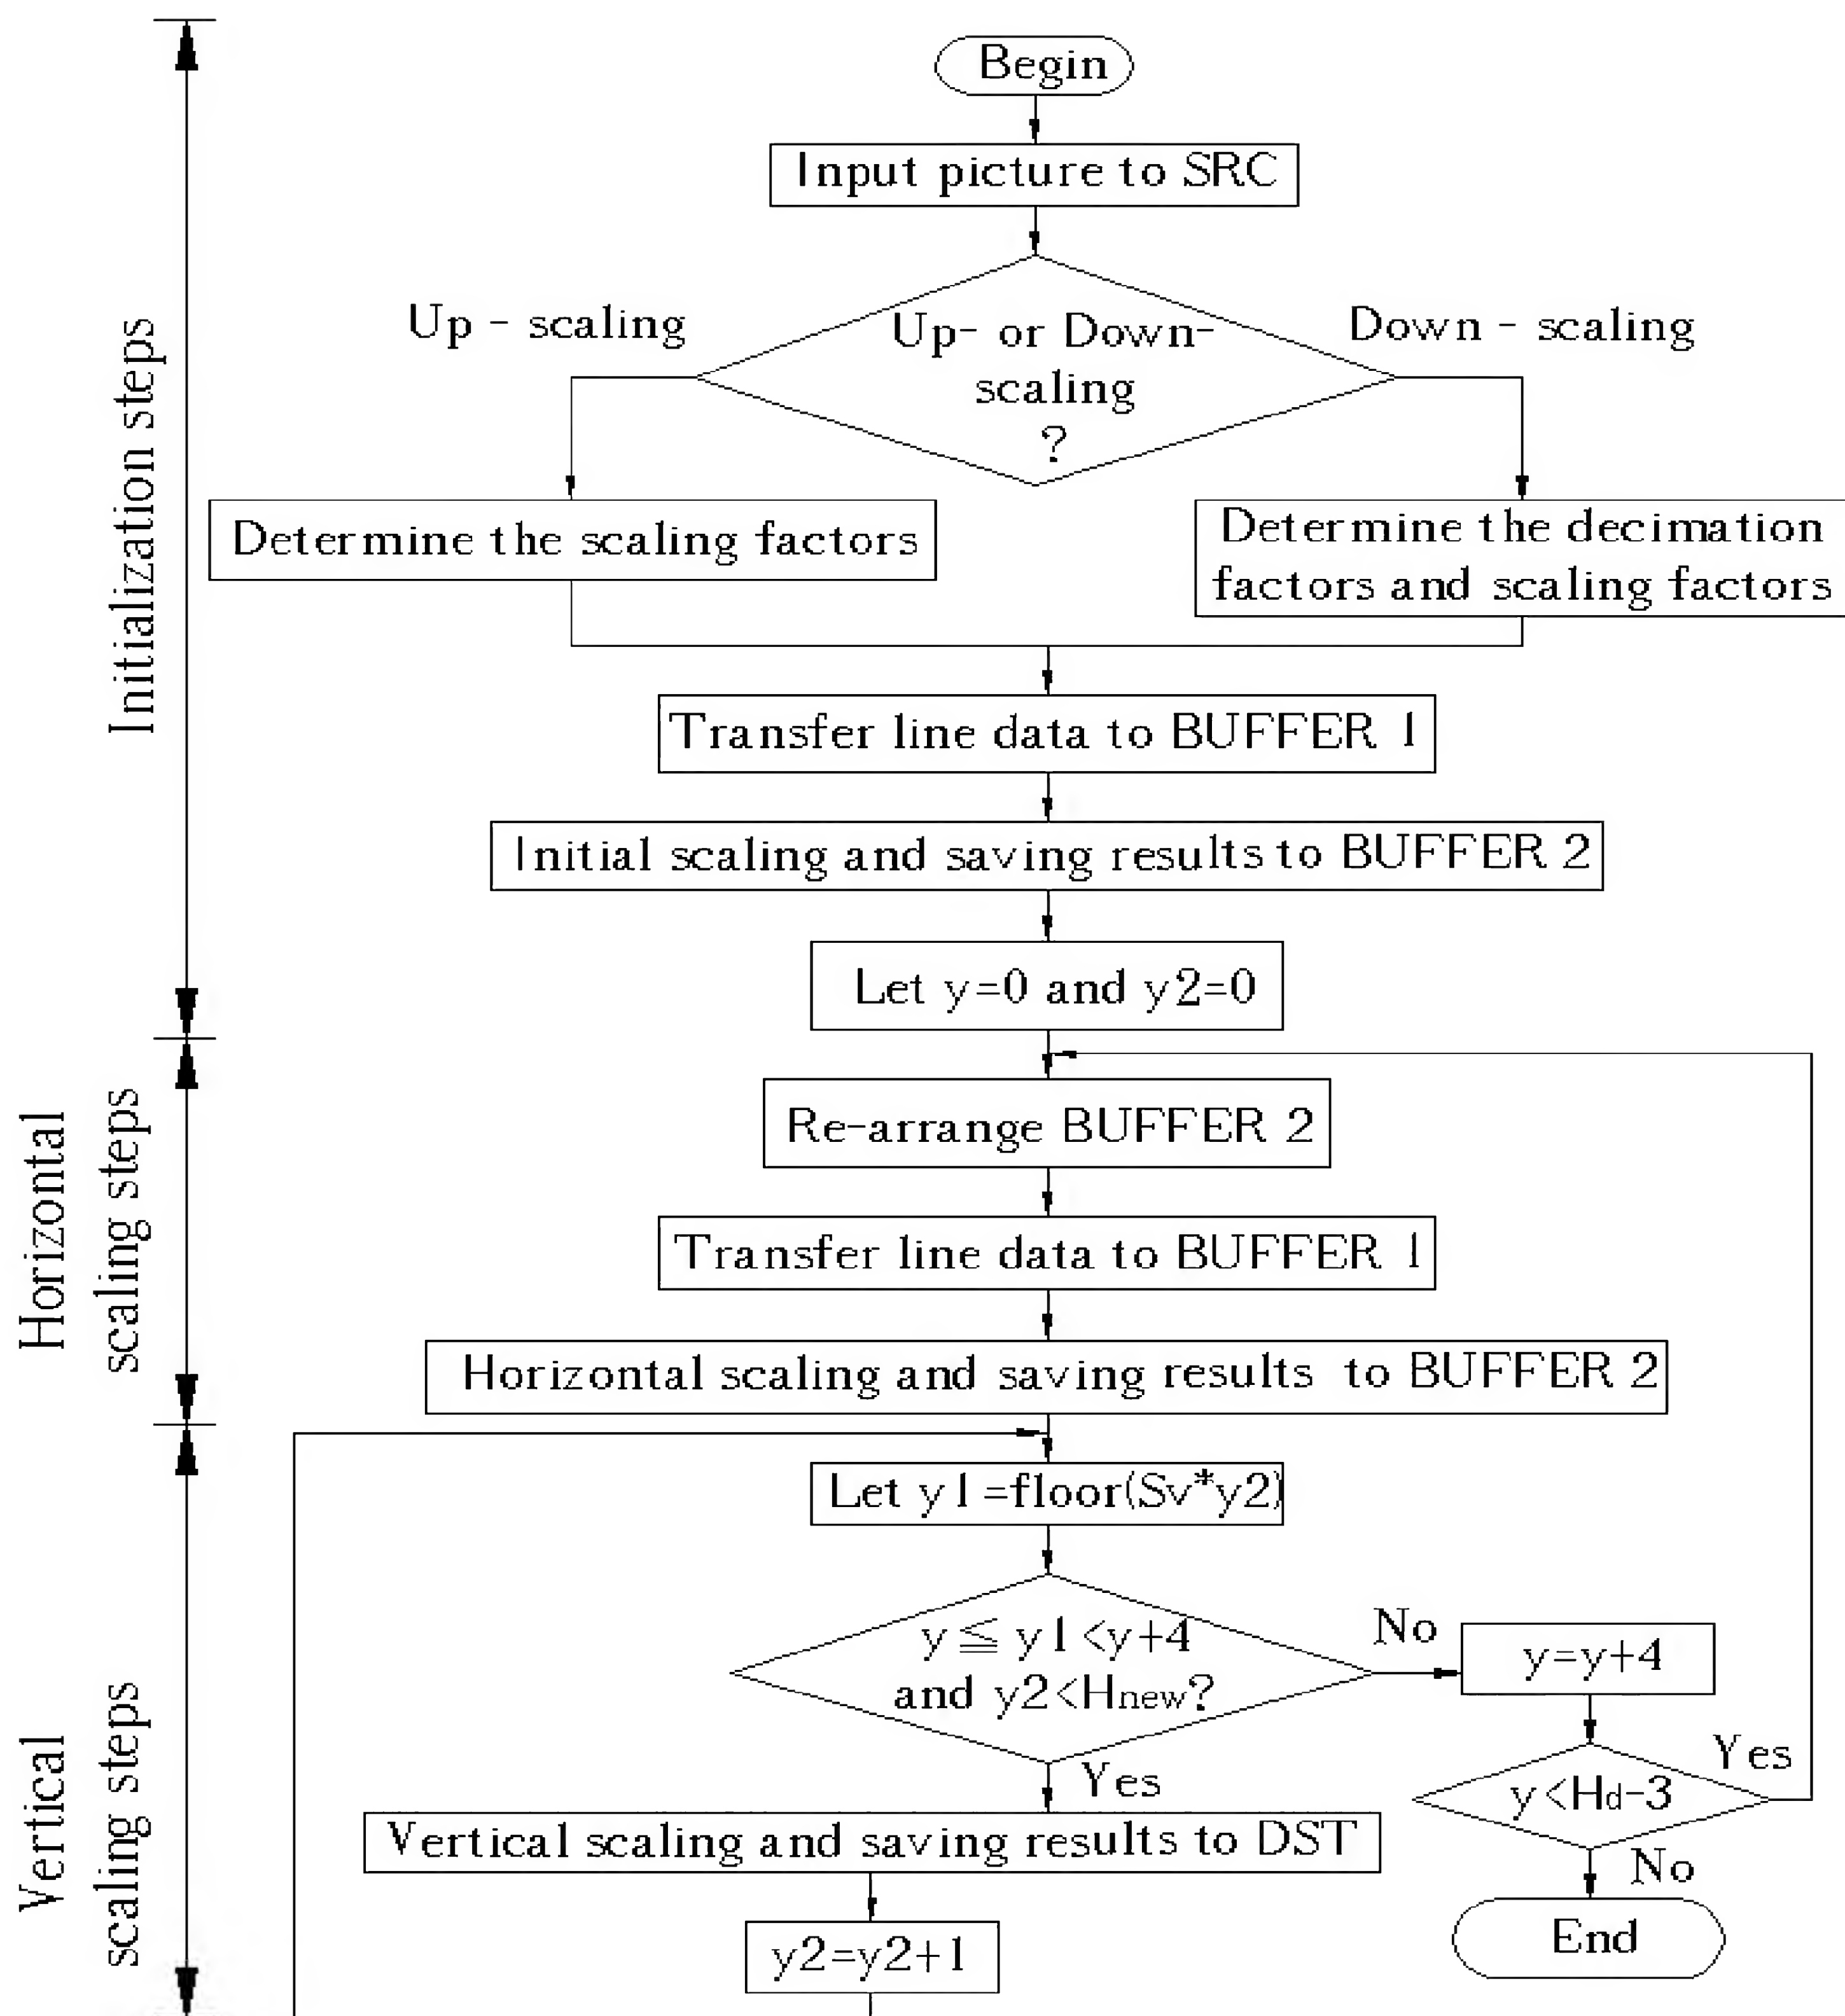 Begin
Input picture to SRC
Up- or Down-
scaling
?
Up - scaling
Down - scaling
Determine the scaling factors
Determine the decimation
factors and scaling factors
Transfer line data to BUFFER 1
Initial scaling and saving results to BUFFER 2
Let y=0 and y2=0
Initialization steps
Re-arrange BUFFER 2
Transfer line data to BUFFER 1
Horizontal scaling and saving results to BUFFER 2
Horizontal
scaling steps
Let y1=floor(Sv*y2)
y≦y1<y+4
and y2<Hnew?
No
y=y+4
Yes
y<Hd-3
Yes
No
End
Vertical scaling and saving results to DST
y2=y2+1
Vertical
scaling steps